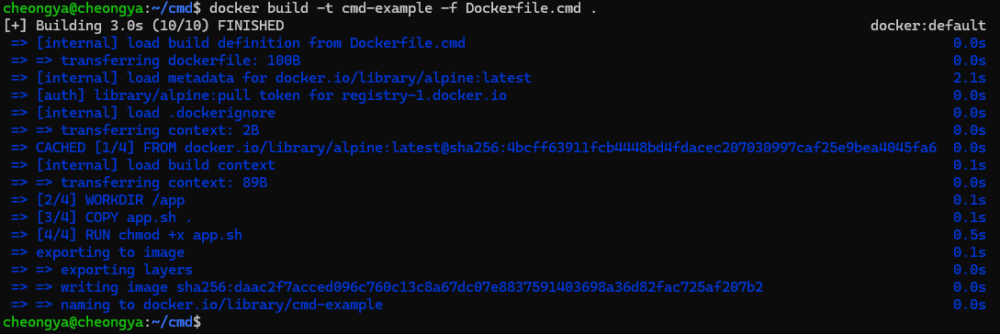 cheongya@cheongya:~/cmd$ docker build -t cmd-example -f Dockerfile.cmd .
[+] Building 3.0s (10/10) FINISHED docker:default
=> [internal] load build definition from Dockerfile.cmd 0.0s
=> => transferring dockerfile: 100B 0.0s
=> [internal] load metadata for docker.io/library/alpine:latest 2.1s
=> [auth] library/alpine:pull token for registry-1.docker.io 0.0s
=> [internal] load .dockerignore 0.0s
=> => transferring context: 2B 0.0s
=> CACHED [1/4] FROM docker.io/library/alpine:latest@sha256:4bcff63911fcb4448bd4fdacec207030997caf25e9bea4045fa6 0.0s
=> [internal] load build context 0.1s
=> => transferring context: 89B 0.0s
=> [2/4] WORKDIR /app 0.1s
=> [3/4] COPY app.sh . 0.1s
=> [4/4] RUN chmod +x app.sh 0.5s
=> exporting to image 0.1s
=> => exporting layers 0.0s
=> => writing image sha256:daac2f7acced096c760c13c8a67dc07e8837591403698a36d82fac725af207b2 0.0s
=> => naming to docker.io/library/cmd-example 0.0s
cheongya@cheongya:~/cmd$